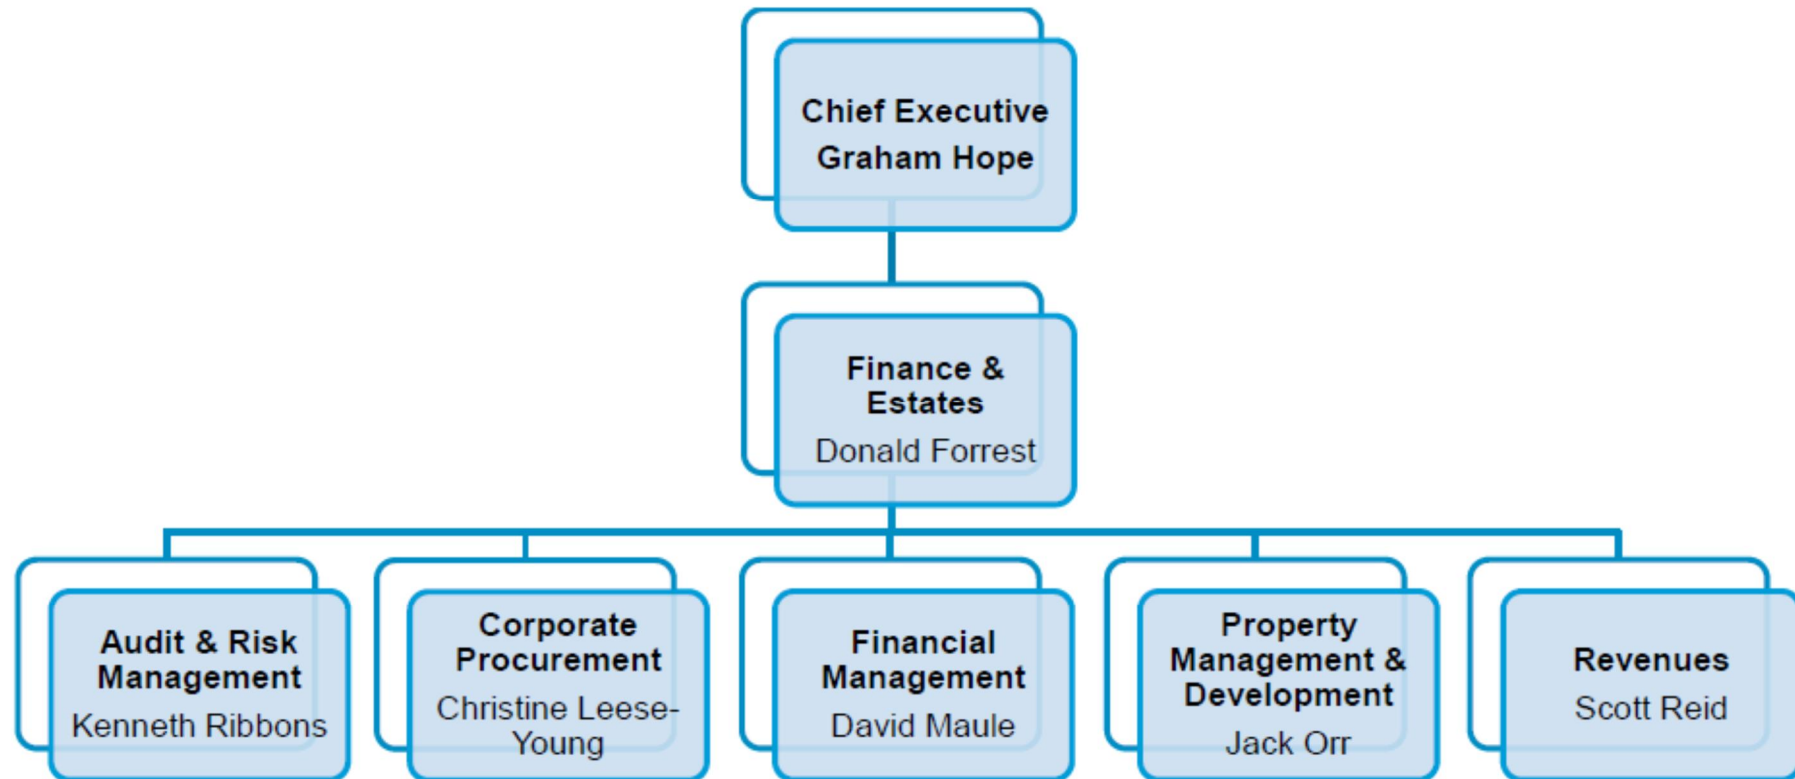 Chief Executive
Graham Hope
Finance &
Estates
Donald Forrest
Audit & Risk
Management
Kenneth Ribbons
Corporate
Procurement
Christine Leese-
Young
Financial
Management
David Maule
Property
Management &
Development
Jack Orr
Revenues
Scott Reid